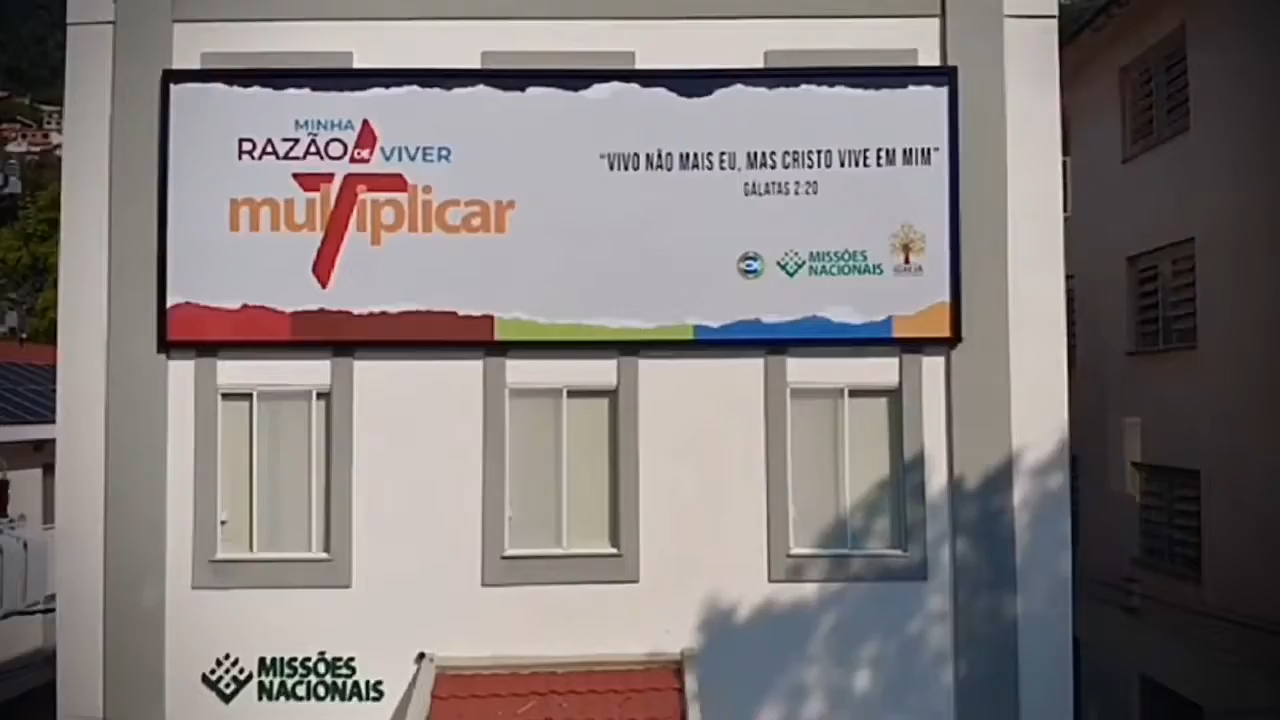 MINHA
RAZÃO DE VIVER
multiplicar
"VIVO NÃO MAIS EU, MAS CRISTO VIVE EM MIM"
GÁLATAS 2:20
MISSÕES
NACIONAIS
IGREJA
MISSÕES
NACIONAIS